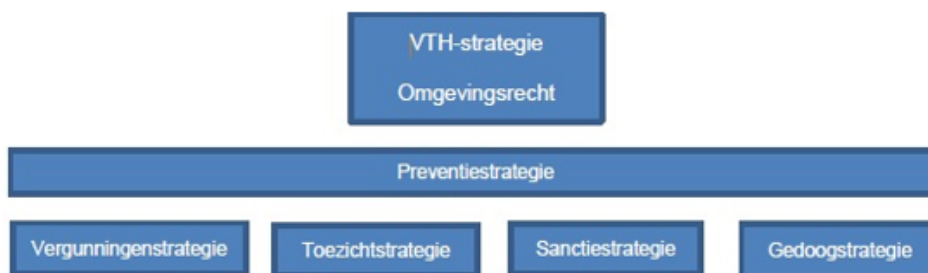 VTH-strategie
Omgevingsrecht
Preventiestrategie
Vergunningenstrategie
Toezichtstrategie
Sanctiestrategie
Gedoogstrategie